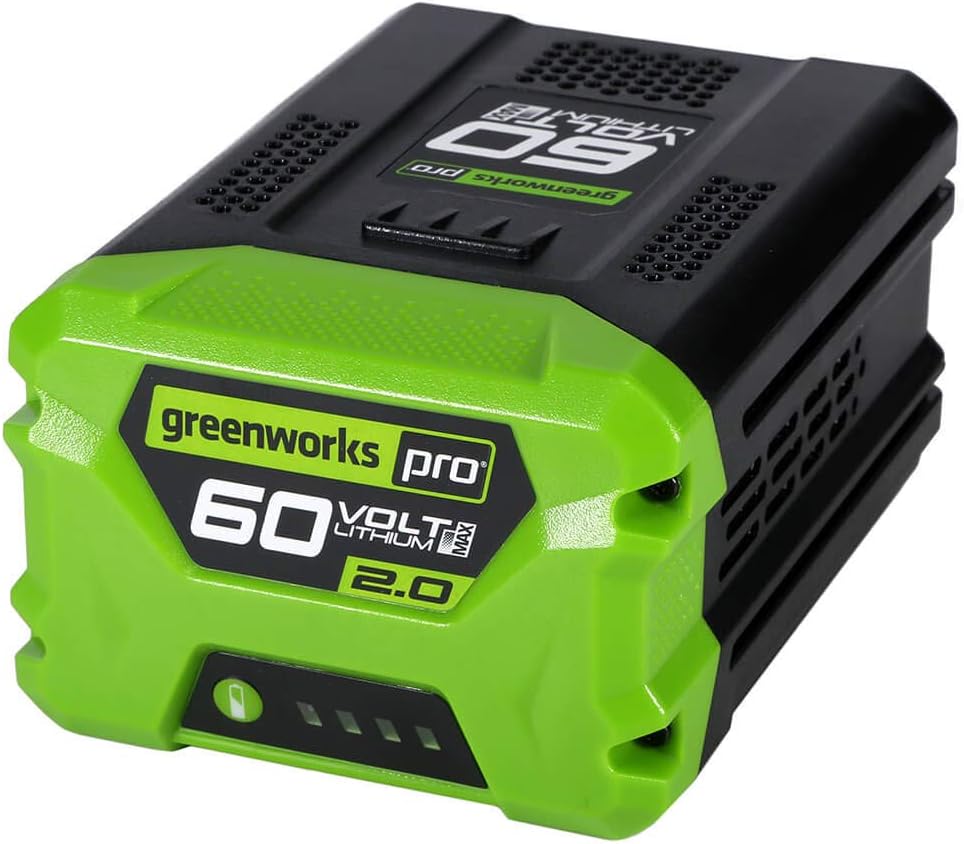 60
VOLT
LITHIUM
MAX
greenworks pro
greenworks pro®
60 VOLT
LITHIUM
MAX
2.0